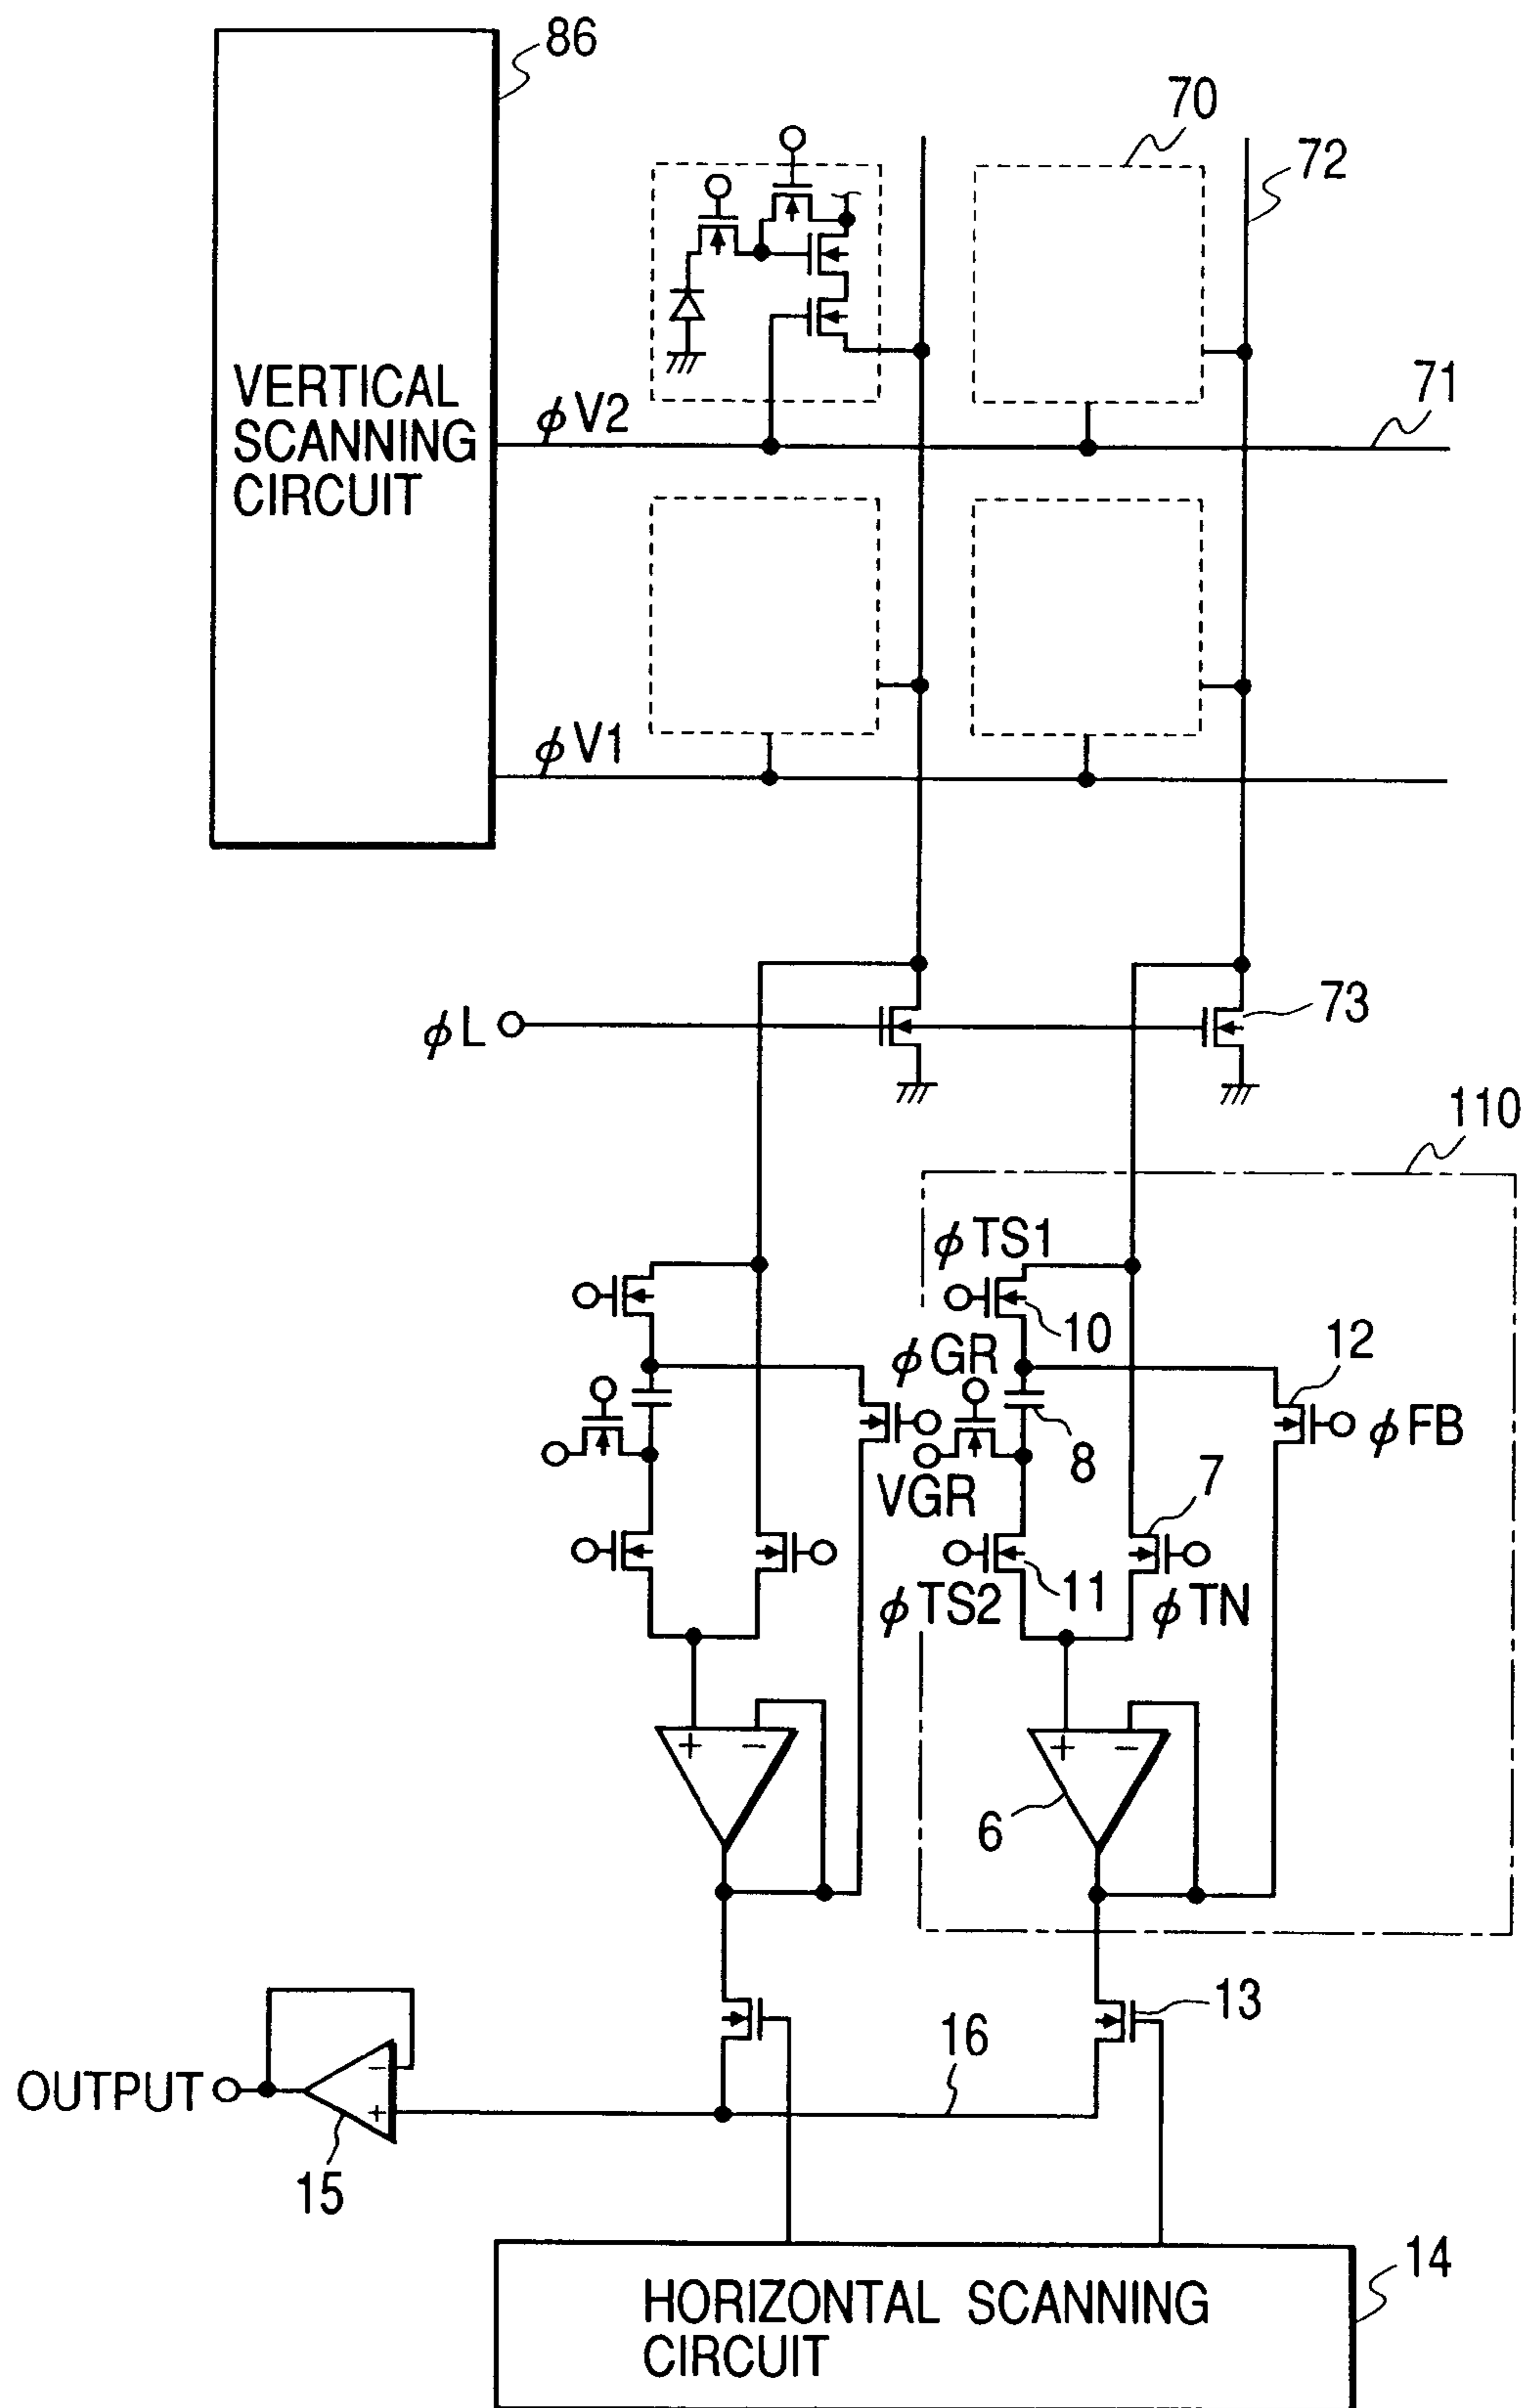 86
70
72
VERTICAL
SCANNING
CIRCUIT
φV2
71
φV1
φL
73
110
φTS1
10
φGR
12
8
φFB
VGR
7
φTS2
11
φTN
+
−
+
−
6
13
16
OUTPUT
−
+
15
14
HORIZONTAL SCANNING
CIRCUIT